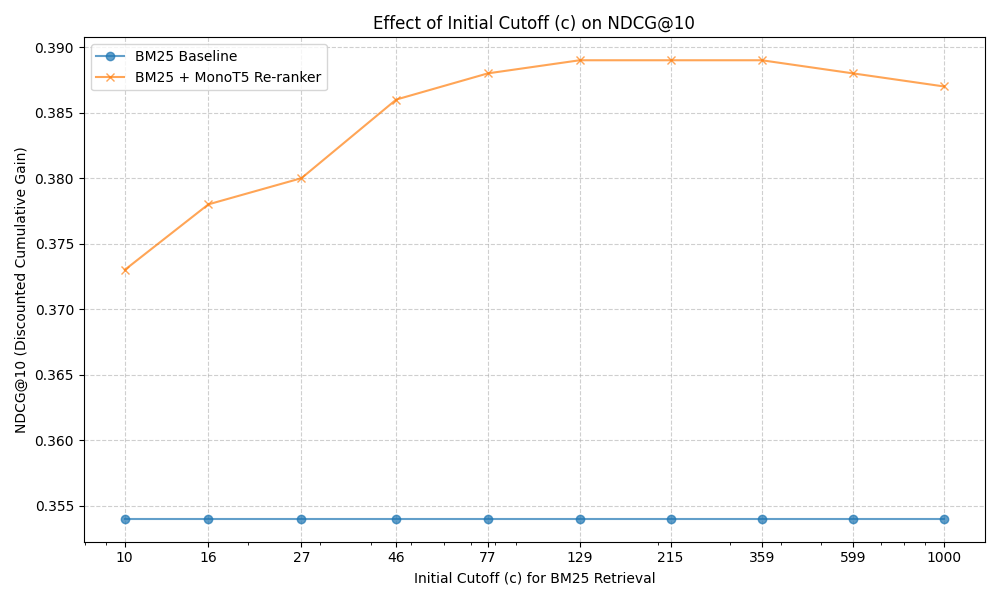 Effect of Initial Cutoff (c) on NDCG@10
BM25 Baseline
BM25 + MonoT5 Re-ranker
NDCG@10 (Discounted Cumulative Gain)
0.390
0.385
0.380
0.375
0.370
0.365
0.360
0.355
10 16 27 46 77 129 215 359 599 1000
Initial Cutoff (c) for BM25 Retrieval